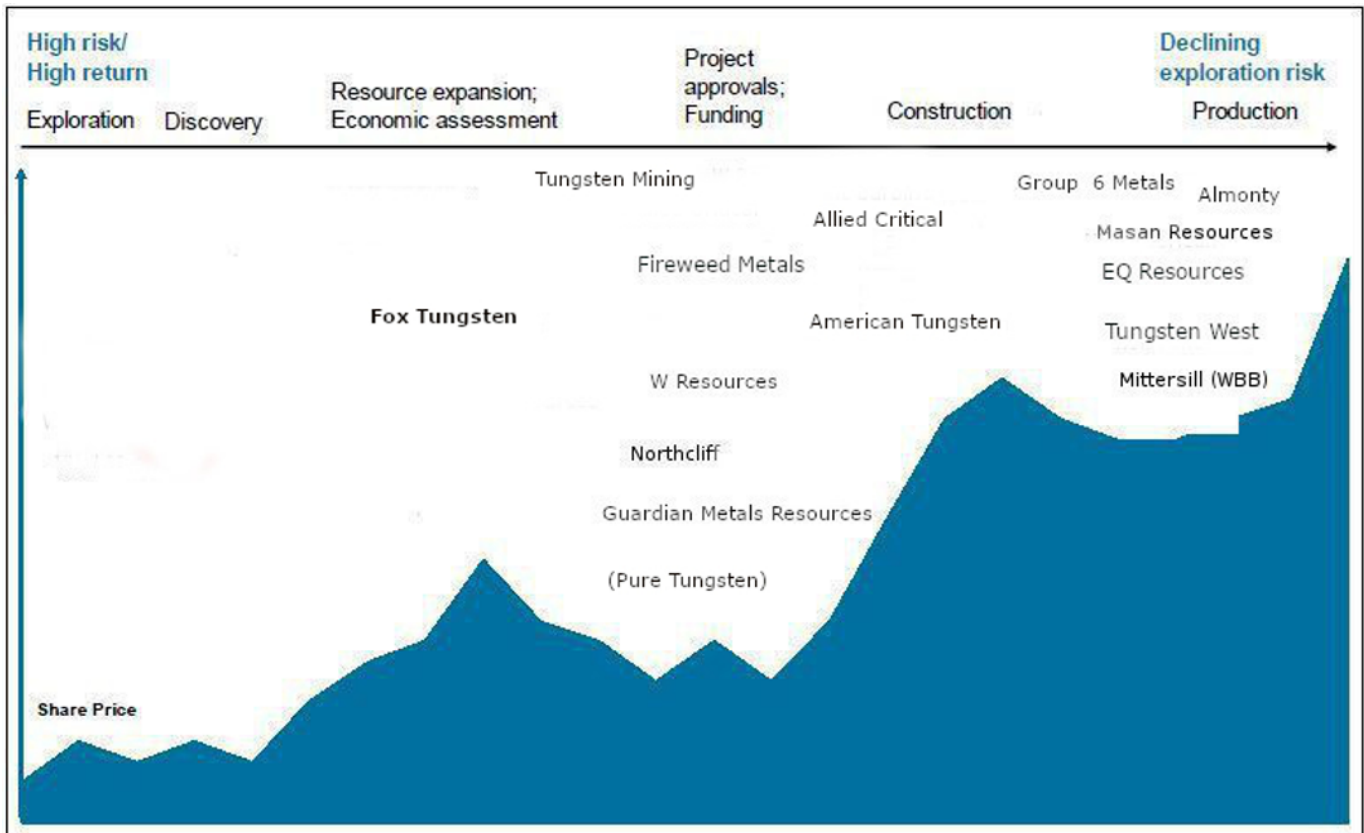 High risk/
High return
Declining
exploration risk
Exploration
Discovery
Resource expansion;
Economic assessment
Project
approvals;
Funding
Construction
Production
Tungsten Mining
Group 6 Metals
Almonty
Allied Critical
Masan Resources
Fireweed Metals
EQ Resources
Fox Tungsten
American Tungsten
Tungsten West
W Resources
Mittersill (WBB)
Northcliff
Guardian Metals Resources
(Pure Tungsten)
Share Price